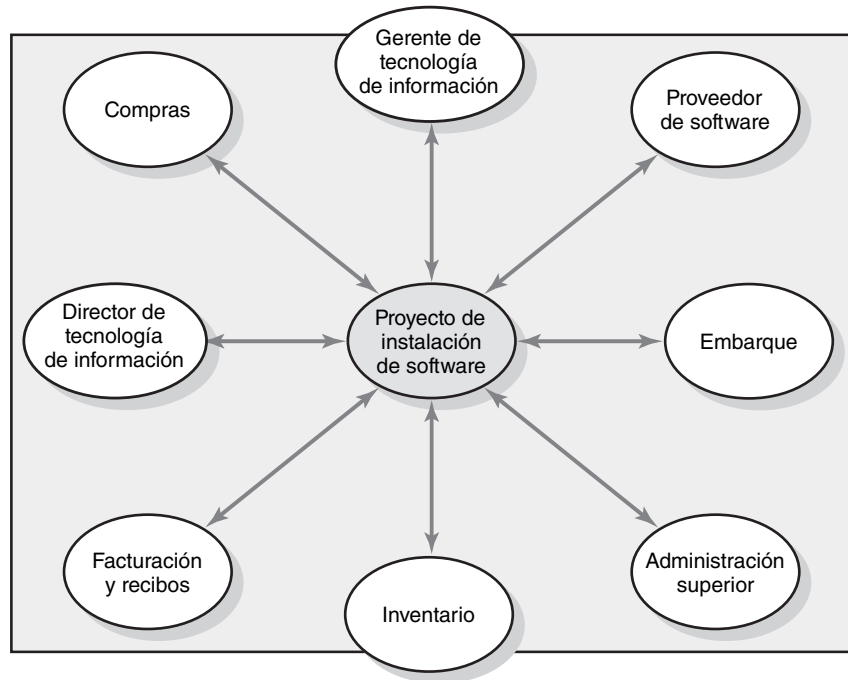 Gerente de
tecnología
de información
Compras
Proveedor
de software
Director de
tecnología
de información
Proyecto de
instalación
de software
Embarque
Facturación
y recibos
Inventario
Administración
superior